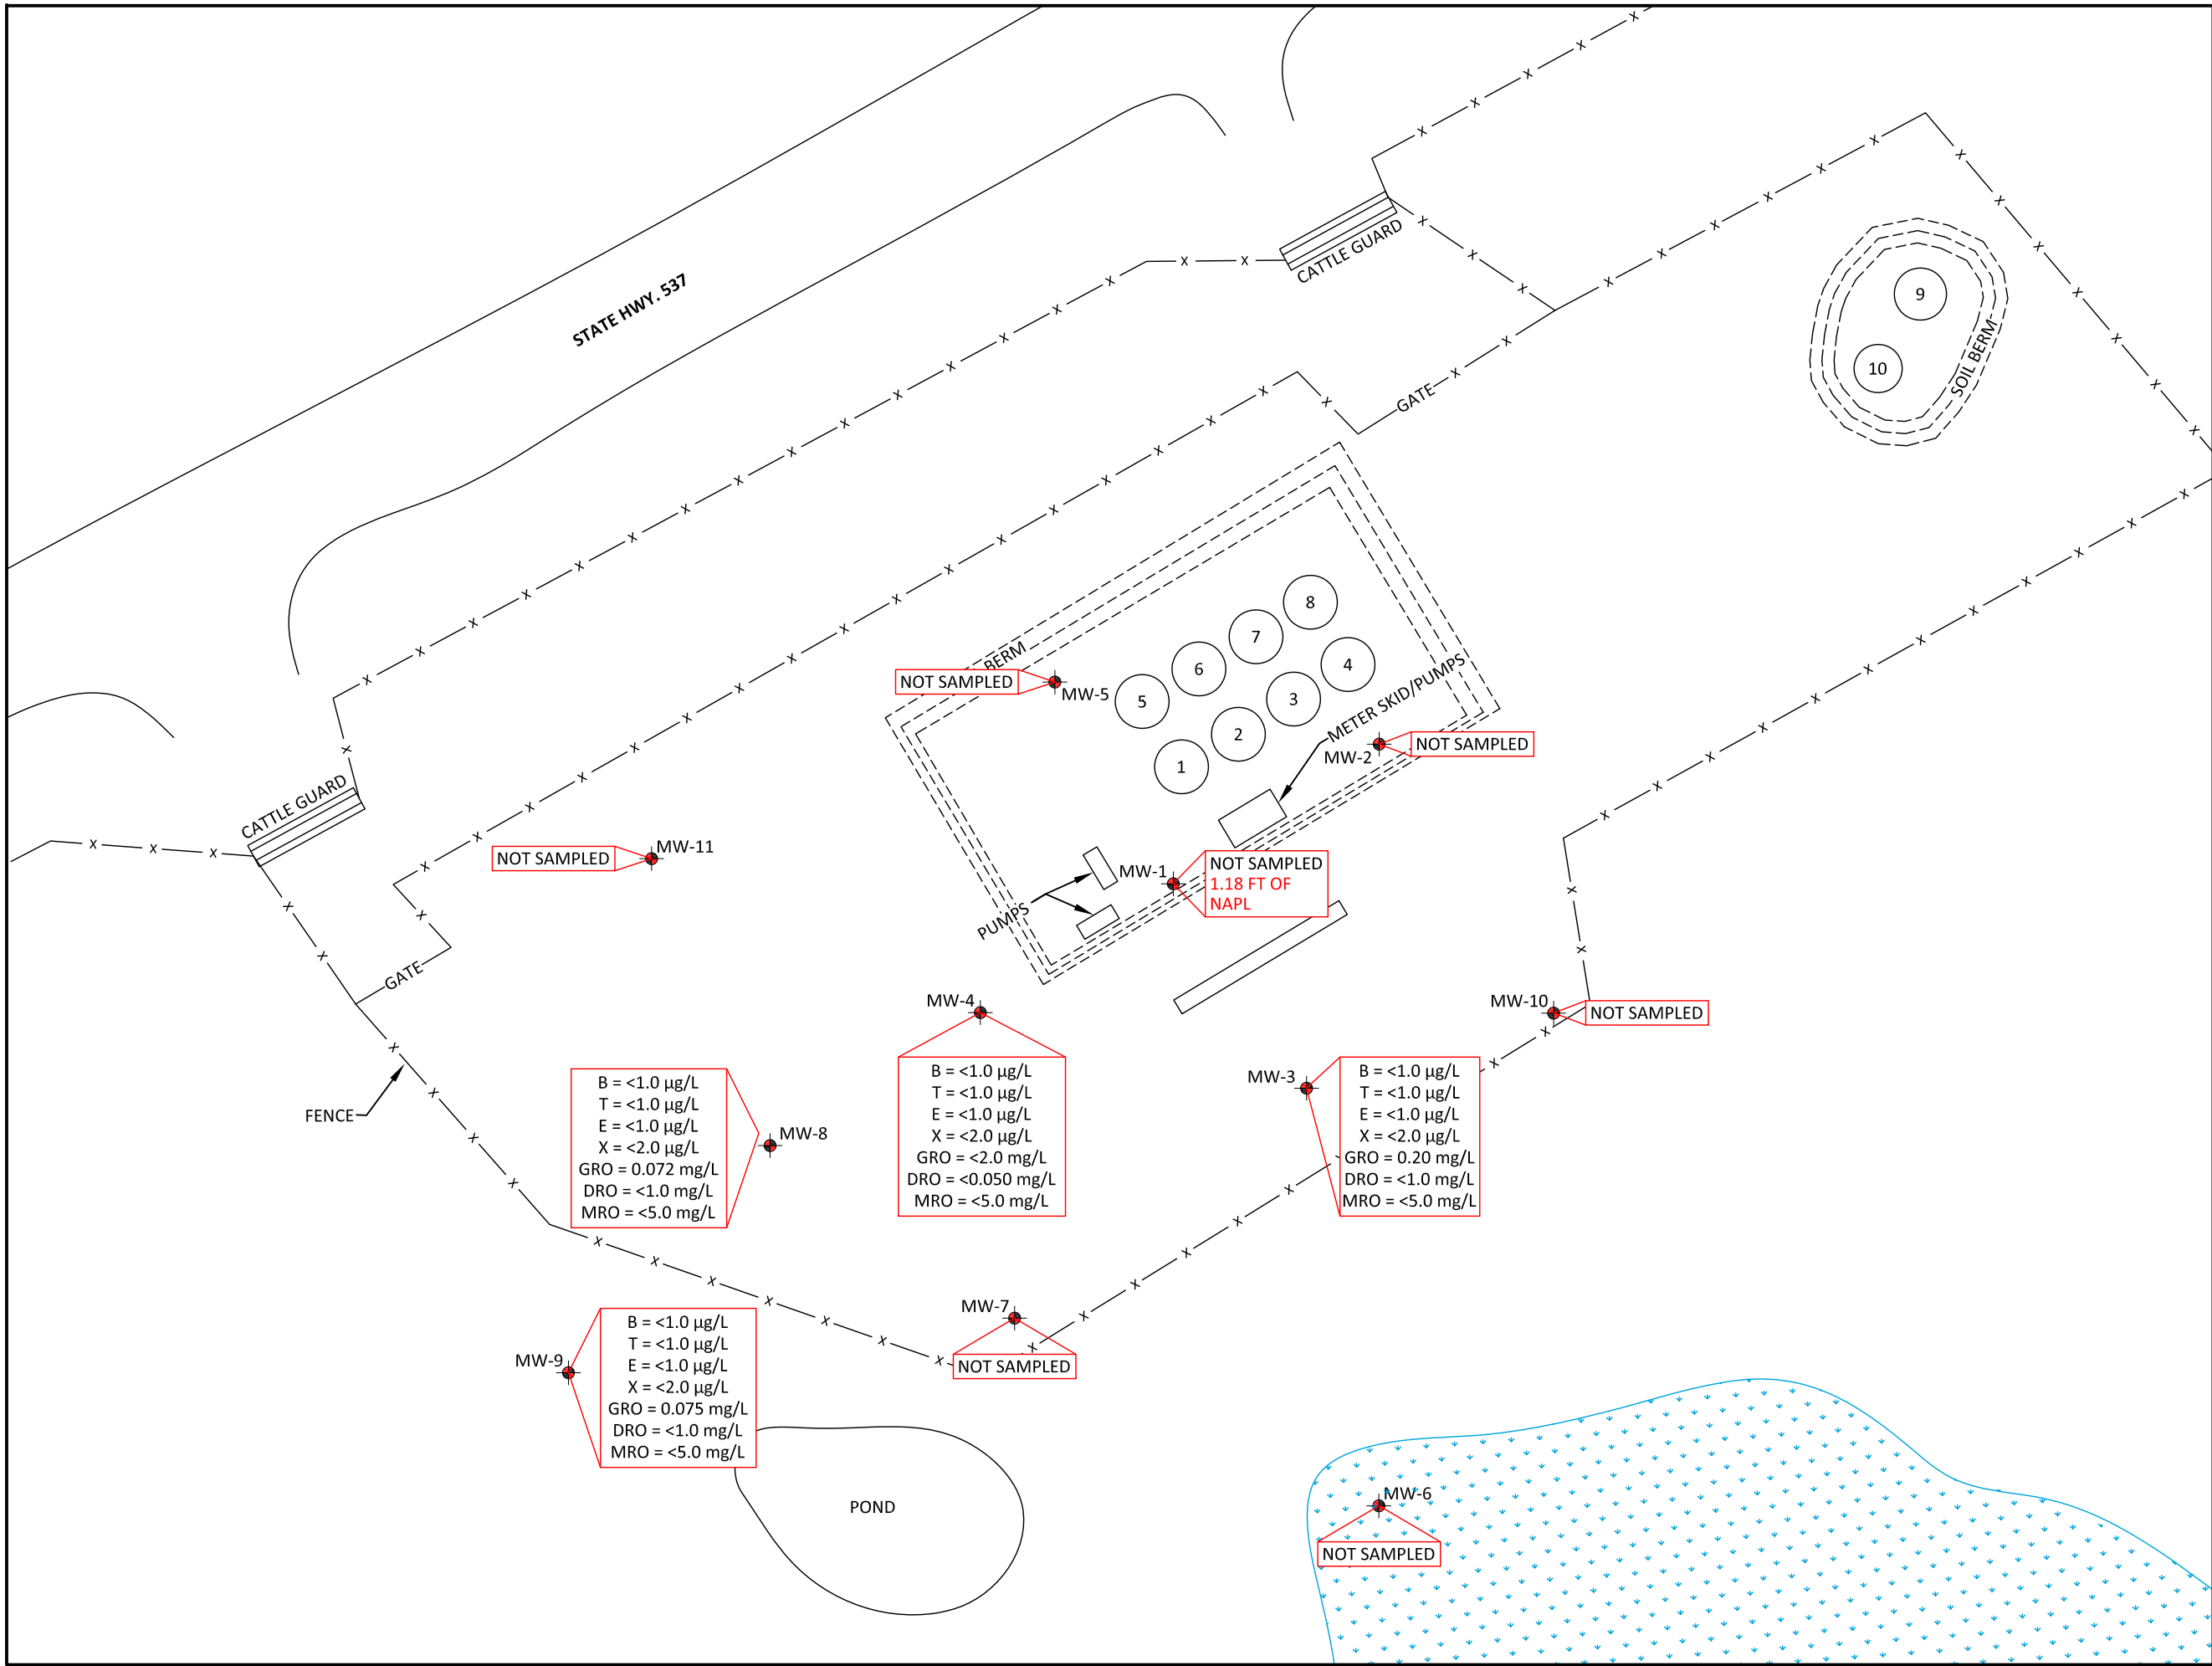 STATE HWY. 537
CATTLE GUARD
9
10
SOIL BERM
GATE
8
7
6
5
4
3
2
1
BERM
NOT SAMPLED
MW-5
METER SKID/PUMPS
MW-2
NOT SAMPLED
CATTLE GUARD
NOT SAMPLED
MW-11
MW-1
NOT SAMPLED
1.18 FT OF
NAPL
PUMPS
GATE
MW-4
B = <1.0 µg/L
T = <1.0 µg/L
E = <1.0 µg/L
X = <2.0 µg/L
GRO = <2.0 mg/L
DRO = <0.050 mg/L
MRO = <5.0 mg/L
MW-10
NOT SAMPLED
MW-3
B = <1.0 µg/L
T = <1.0 µg/L
E = <1.0 µg/L
X = <2.0 µg/L
GRO = 0.20 mg/L
DRO = <1.0 mg/L
MRO = <5.0 mg/L
FENCE
B = <1.0 µg/L
T = <1.0 µg/L
E = <1.0 µg/L
X = <2.0 µg/L
GRO = 0.072 mg/L
DRO = <1.0 mg/L
MRO = <5.0 mg/L
MW-8
MW-7
NOT SAMPLED
MW-9
B = <1.0 µg/L
T = <1.0 µg/L
E = <1.0 µg/L
X = <2.0 µg/L
GRO = 0.075 mg/L
DRO = <1.0 mg/L
MRO = <5.0 mg/L
POND
MW-6
NOT SAMPLED